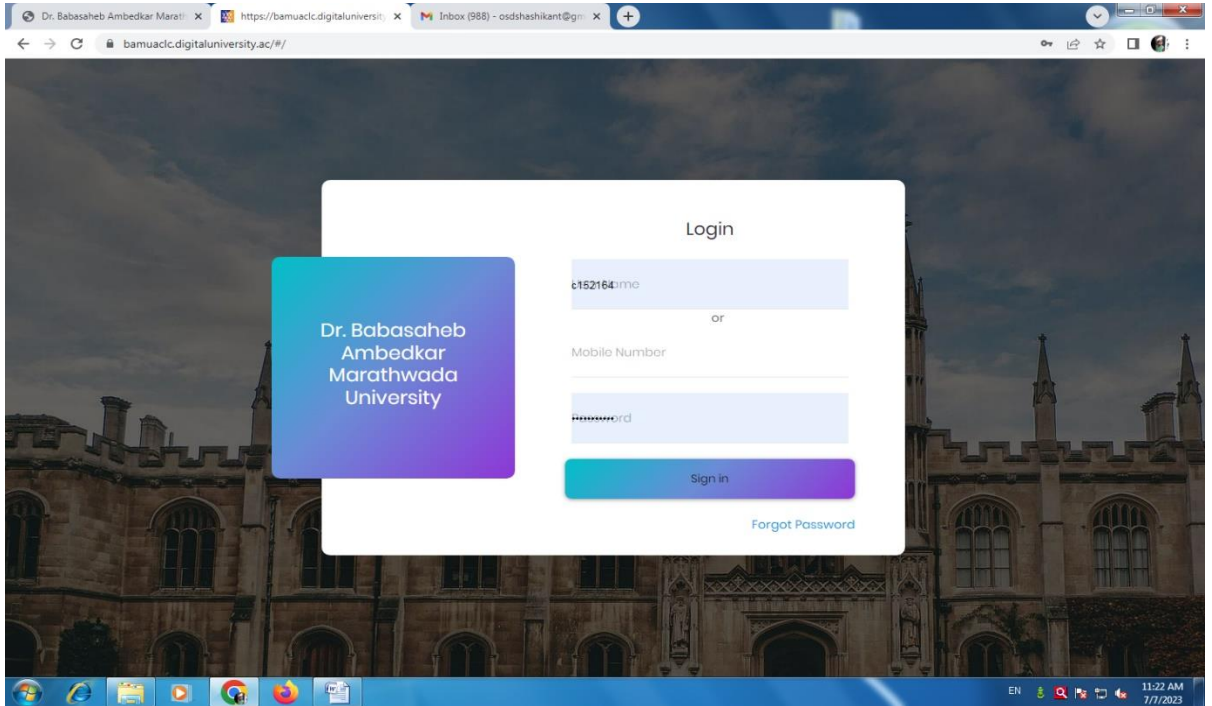 Dr. Babasaheb Ambedkar Marath
https://bamuaclc.digitaluniversity
Inbox (988) - osdshashikant@gm
bamuaclc.digitaluniversity.ac/#/
Login
c152164
or
Dr. Babasaheb
Ambedkar
Marathwada
University
Mobile Number
Sign in
Forgot Password
EN
11:22 AM
7/7/2023